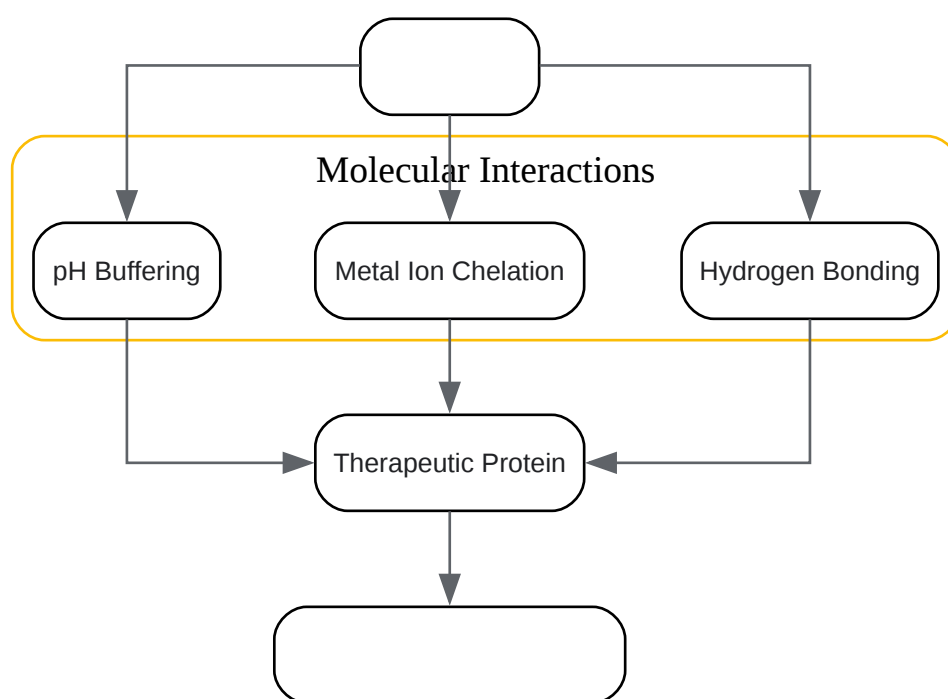 Molecular Interactions
pH Buffering
Metal Ion Chelation
Hydrogen Bonding
Therapeutic Protein